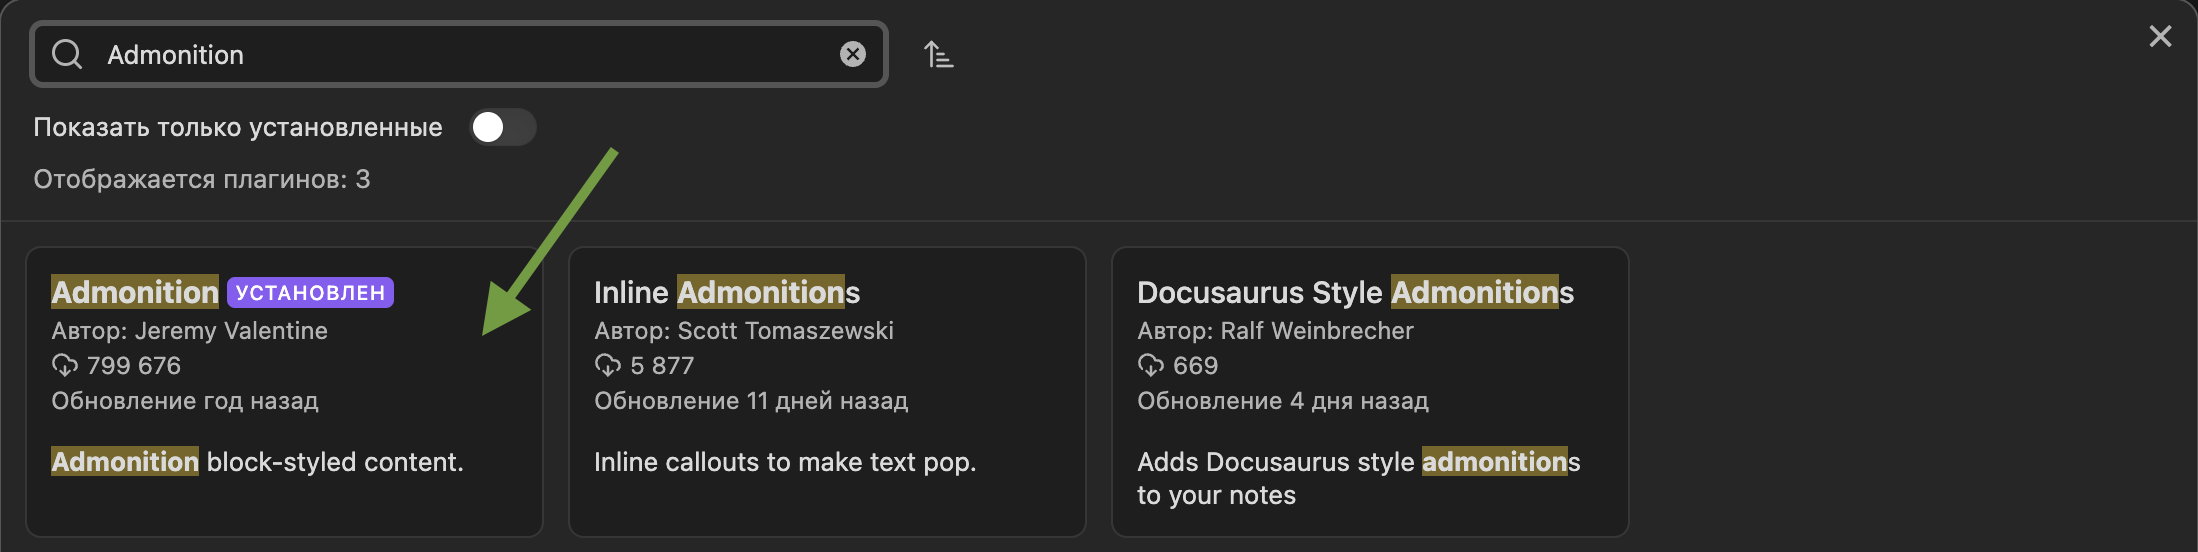 Admonition
Показать только установленные
Отображается плагинов: 3
Admonition УСТАНОВЛЕН
Автор: Jeremy Valentine
799 676
Обновление год назад
Admonition block-styled content.
Inline Admonitions
Автор: Scott Tomaszewski
5 877
Обновление 11 дней назад
Inline callouts to make text pop.
Docusaurus Style Admonitions
Автор: Ralf Weinbrecher
669
Обновление 4 дня назад
Adds Docusaurus style admonitions
to your notes